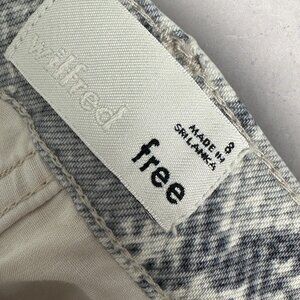 wilfred
free
MADE IN
SRI LANKA
8